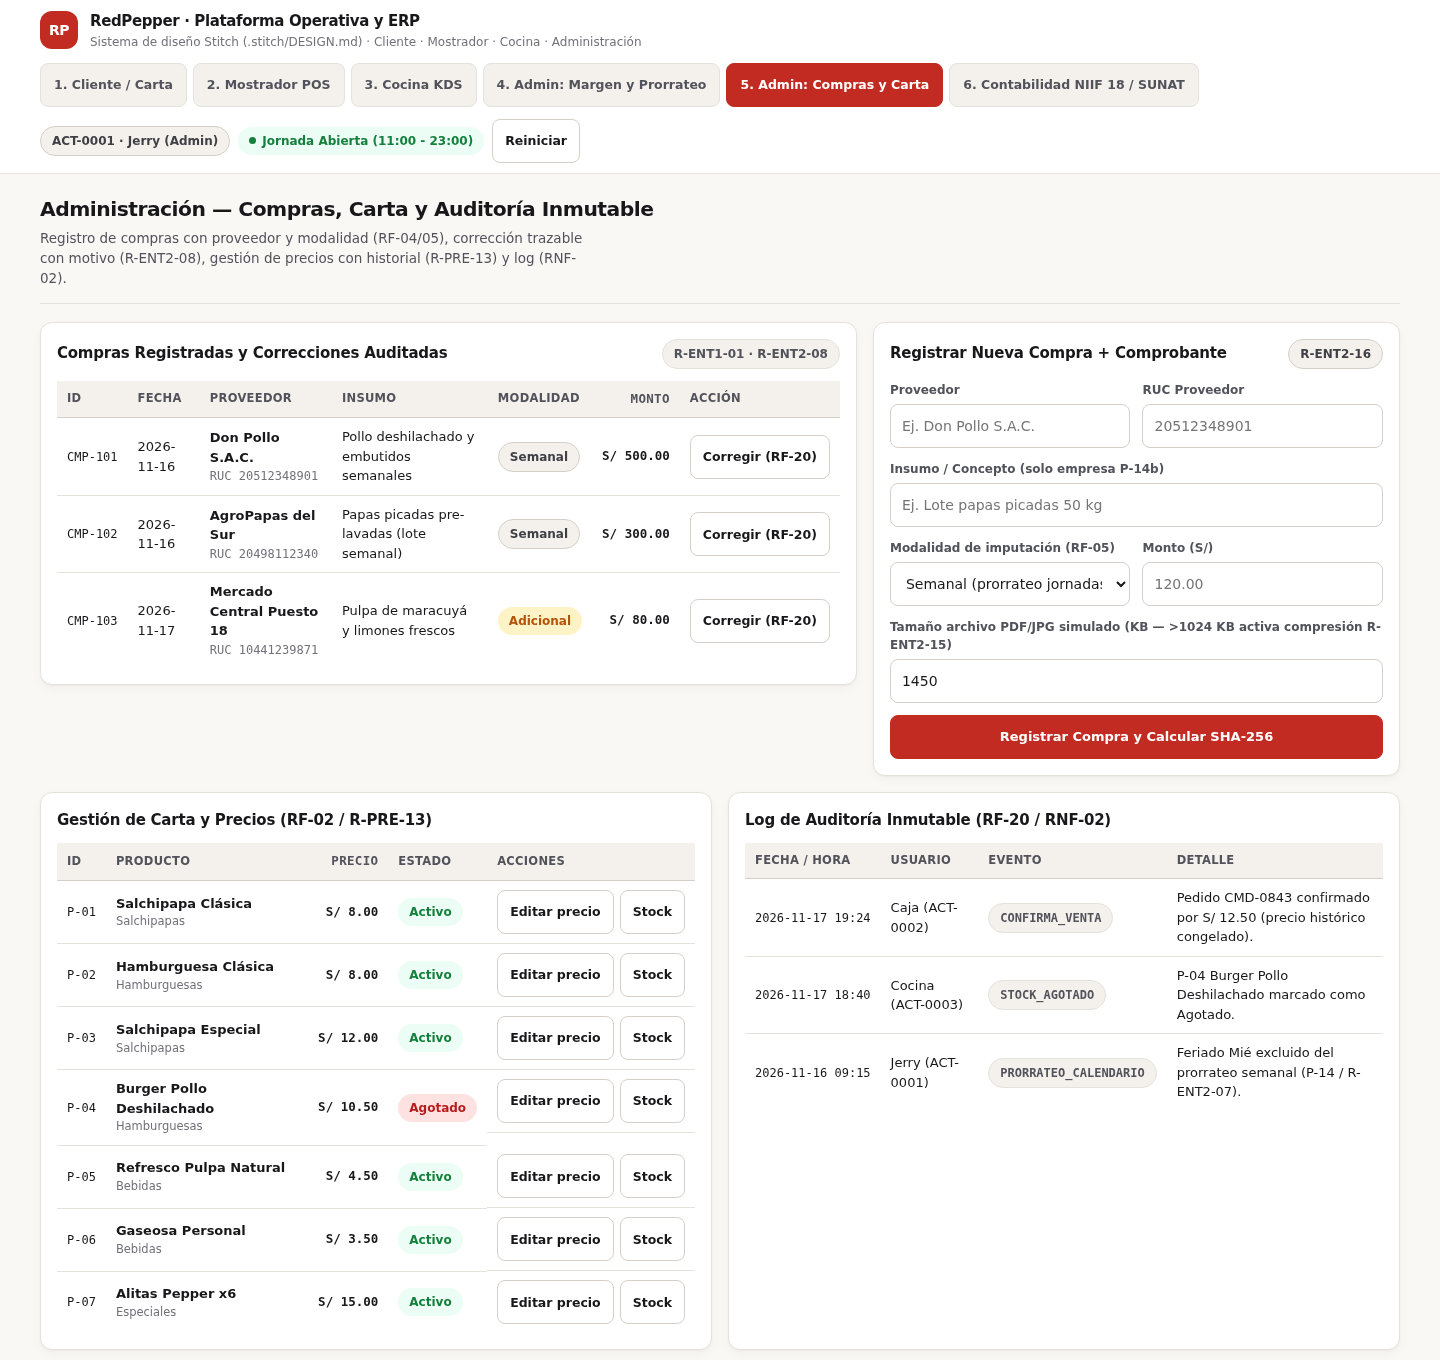 RP
RedPepper · Plataforma Operativa y ERP
Sistema de diseño Stitch (.stitch/DESIGN.md) · Cliente · Mostrador · Cocina · Administración
1. Cliente / Carta
2. Mostrador POS
3. Cocina KDS
4. Admin: Margen y Prorrateo
5. Admin: Compras y Carta
6. Contabilidad NIIF 18 / SUNAT
ACT-0001 · Jerry (Admin)
Jornada Abierta (11:00 - 23:00)
Reiniciar
Administración — Compras, Carta y Auditoría Inmutable
Registro de compras con proveedor y modalidad (RF-04/05), corrección trazable
con motivo (R-ENT2-08), gestión de precios con historial (R-PRE-13) y log (RNF-
02).
Compras Registradas y Correcciones Auditadas
R-ENT1-01 · R-ENT2-08
ID FECHA PROVEEDOR INSUMO MODALIDAD MONTO ACCIÓN
CMP-101
2026-
11-16
Don Pollo
S.A.C.
RUC 20512348901
Pollo deshilachado y
embutidos
semanales
Semanal
S/ 500.00
Corregir (RF-20)
CMP-102
2026-
11-16
AgroPapas del
Sur
RUC 20498112340
Papas picadas pre-
lavadas (lote
semanal)
Semanal
S/ 300.00
Corregir (RF-20)
CMP-103
2026-
11-17
Mercado
Central Puesto
18
RUC 10441239871
Pulpa de maracuyá
y limones frescos
Adicional
S/ 80.00
Corregir (RF-20)
Registrar Nueva Compra + Comprobante
R-ENT2-16
Proveedor
Ej. Don Pollo S.A.C.
RUC Proveedor
20512348901
Insumo / Concepto (solo empresa P-14b)
Ej. Lote papas picadas 50 kg
Modalidad de imputación (RF-05)
Semanal (prorrateo jornadas
Monto (S/)
120.00
Tamaño archivo PDF/JPG simulado (KB — >1024 KB activa compresión R-
ENT2-15)
1450
Registrar Compra y Calcular SHA-256
Gestión de Carta y Precios (RF-02 / R-PRE-13)
ID PRODUCTO PRECIO ESTADO ACCIONES
P-01
Salchipapa Clásica
Salchipapas
S/ 8.00
Activo
Editar precio
Stock
P-02
Hamburguesa Clásica
Hamburguesas
S/ 8.00
Activo
Editar precio
Stock
P-03
Salchipapa Especial
Salchipapas
S/ 12.00
Activo
Editar precio
Stock
P-04
Burger Pollo
Deshilachado
Hamburguesas
S/ 10.50
Agotado
Editar precio
Stock
P-05
Refresco Pulpa Natural
Bebidas
S/ 4.50
Activo
Editar precio
Stock
P-06
Gaseosa Personal
Bebidas
S/ 3.50
Activo
Editar precio
Stock
P-07
Alitas Pepper x6
Especiales
S/ 15.00
Activo
Editar precio
Stock
Log de Auditoría Inmutable (RF-20 / RNF-02)
FECHA / HORA USUARIO EVENTO DETALLE
2026-11-17 19:24
Caja (ACT-
0002)
CONFIRMA_VENTA
Pedido CMD-0843 confirmado
por S/ 12.50 (precio histórico
congelado).
2026-11-17 18:40
Cocina
(ACT-0003)
STOCK_AGOTADO
P-04 Burger Pollo
Deshilachado marcado como
Agotado.
2026-11-16 09:15
Jerry (ACT-
0001)
PRORRATEO_CALENDARIO
Feriado Mié excluido del
prorrateo semanal (P-14 / R-
ENT2-07).